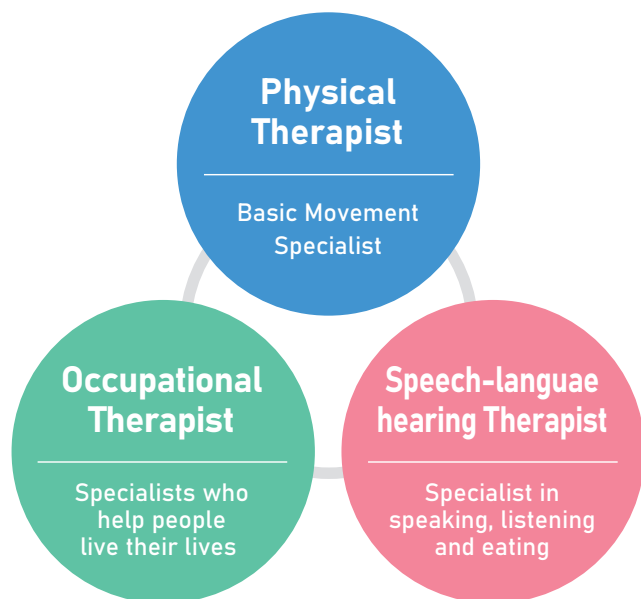 Physical
Therapist
Basic Movement
Specialist
Occupational
Therapist
Specialists who
help people
live their lives
Speech-languae
hearing Therapist
Specialist in
speaking, listening
and eating